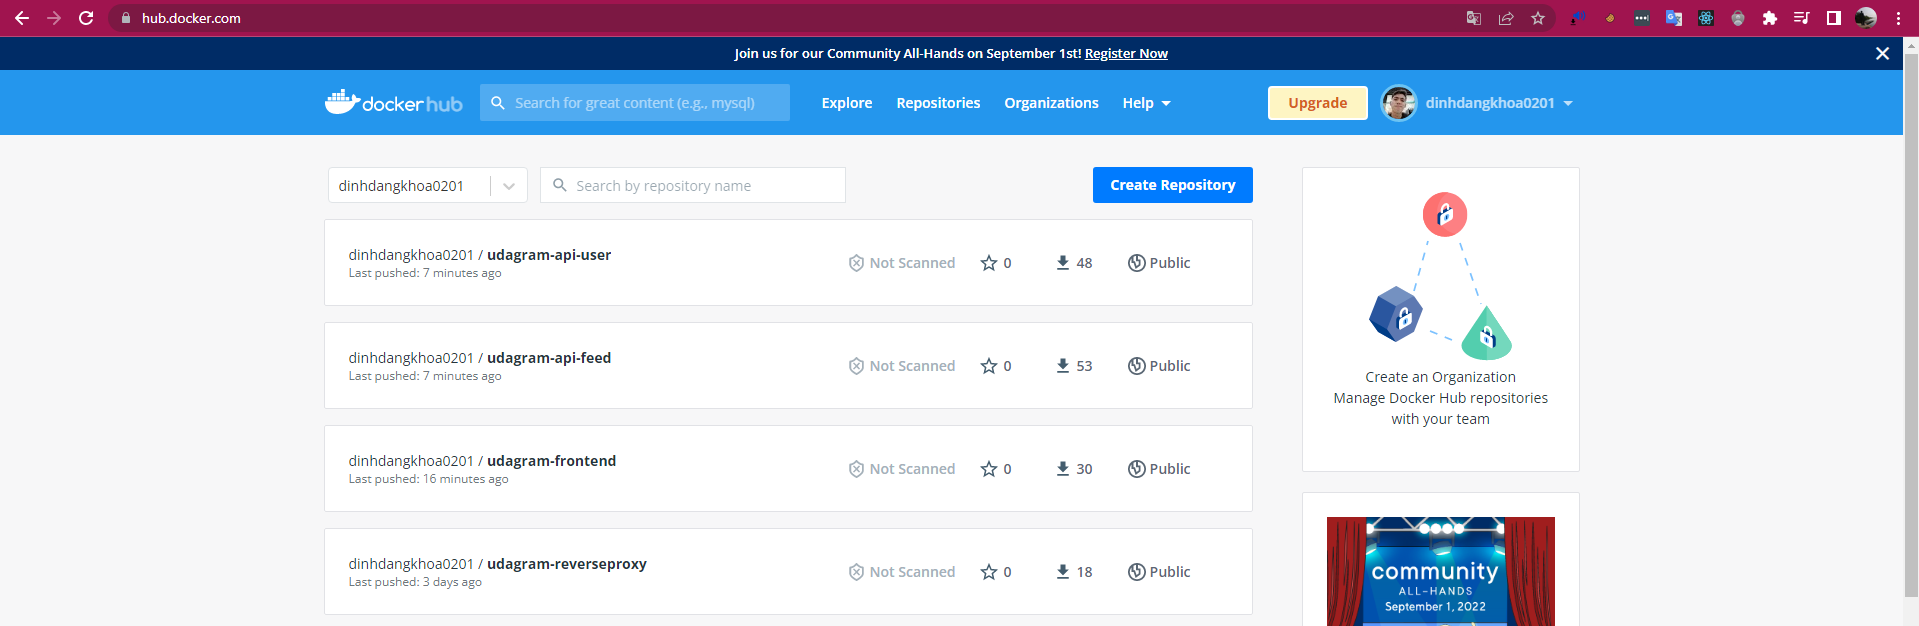 hub.docker.com
Join us for our Community All-Hands on September 1st! Register Now
docker hub
Search for great content (e.g., mysql)
Explore
Repositories
Organizations
Help
Upgrade
dinhdangkhoa0201
dinhdangkhoa0201
Search by repository name
Create Repository
dinhdangkhoa0201 / udagram-api-user
Last pushed: 7 minutes ago
Not Scanned
0
48
Public
dinhdangkhoa0201 / udagram-api-feed
Last pushed: 7 minutes ago
Not Scanned
0
53
Public
dinhdangkhoa0201 / udagram-frontend
Last pushed: 16 minutes ago
Not Scanned
0
30
Public
dinhdangkhoa0201 / udagram-reverseproxy
Last pushed: 3 days ago
Not Scanned
0
18
Public
Create an Organization
Manage Docker Hub repositories
with your team
community
ALL-HANDS
September 1, 2022